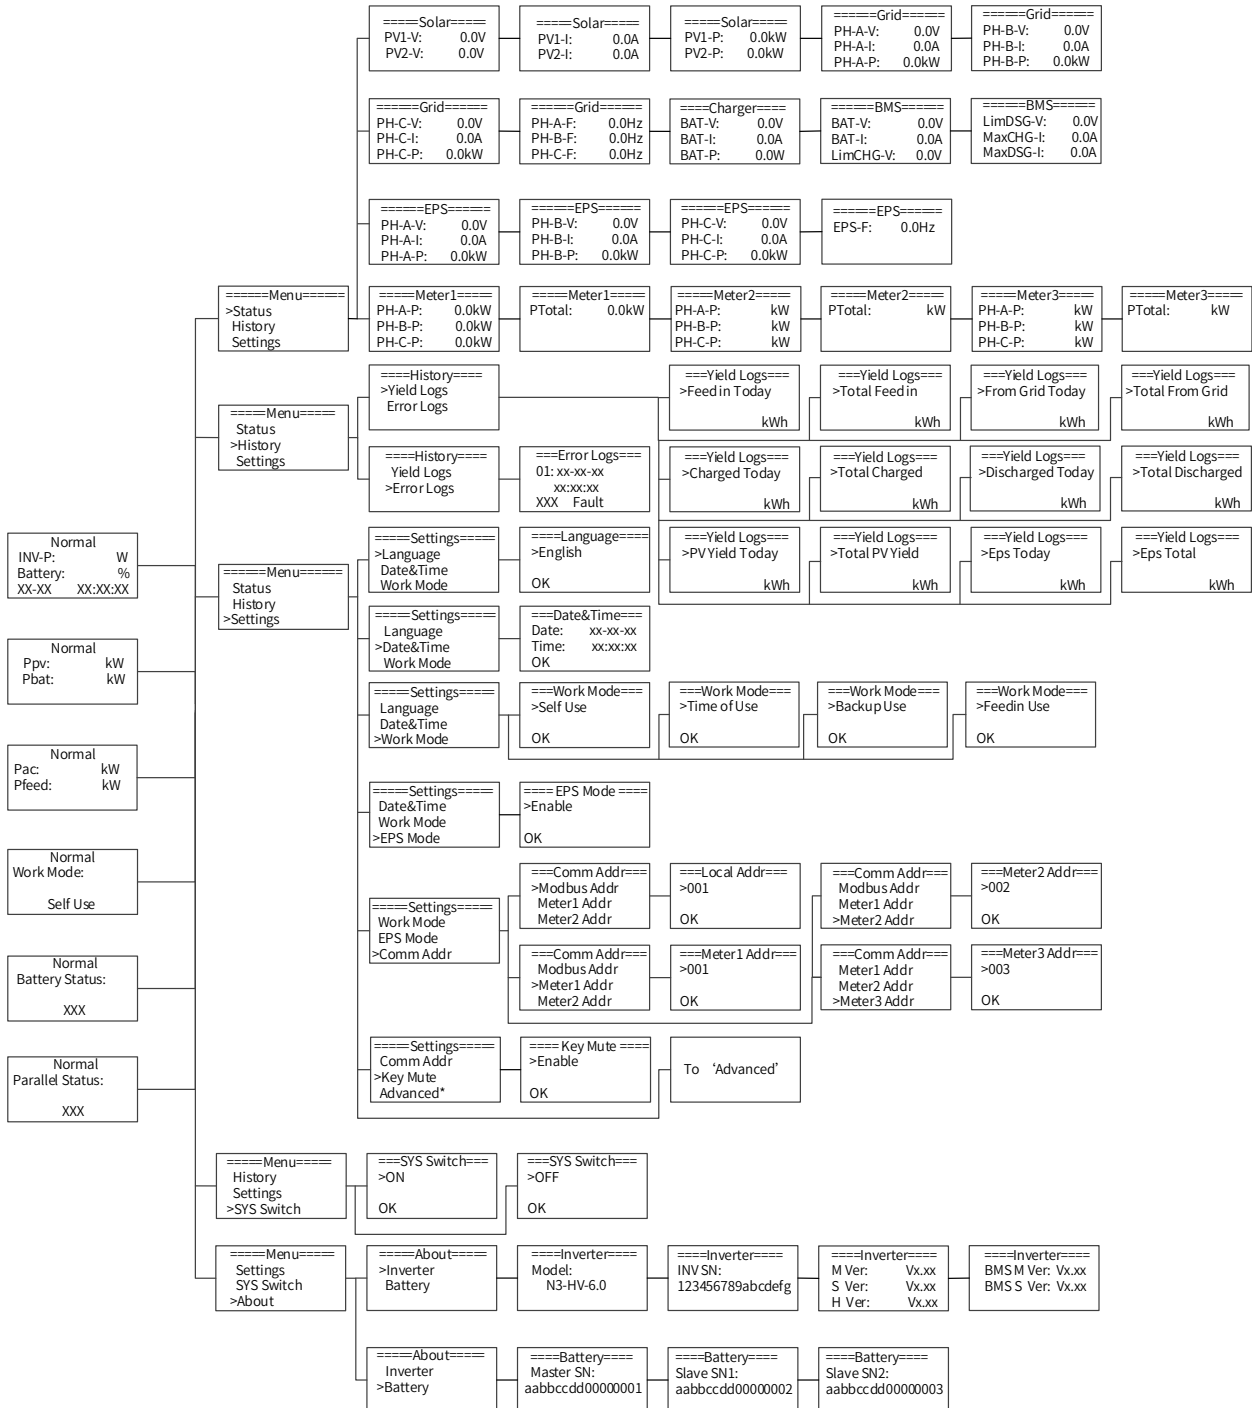 =====Solar=====
PV1-V: 0.0V
PV2-V: 0.0V
=====Solar=====
PV1-I: 0.0A
PV2-I: 0.0A
=====Solar=====
PV1-P: 0.0kW
PV2-P: 0.0kW
======Grid======
PH-A-V: 0.0V
PH-A-I: 0.0A
PH-A-P: 0.0kW
======Grid======
PH-B-V: 0.0V
PH-B-I: 0.0A
PH-B-P: 0.0kW
======Grid======
PH-C-V: 0.0V
PH-C-I: 0.0A
PH-C-P: 0.0kW
======Grid======
PH-A-F: 0.0Hz
PH-B-F: 0.0Hz
PH-C-F: 0.0Hz
====Charger====
BAT-V: 0.0V
BAT-I: 0.0A
BAT-P: 0.0W
======BMS======
BAT-V: 0.0V
BAT-I: 0.0A
LimCHG-V: 0.0V
======BMS======
LimDSG-V: 0.0V
MaxCHG-I: 0.0A
MaxDSG-I: 0.0A
======EPS======
PH-A-V: 0.0V
PH-A-I: 0.0A
PH-A-P: 0.0kW
======EPS======
PH-B-V: 0.0V
PH-B-I: 0.0A
PH-B-P: 0.0kW
======EPS======
PH-C-V: 0.0V
PH-C-I: 0.0A
PH-C-P: 0.0kW
======EPS======
EPS-F: 0.0Hz
======Menu======
>Status
History
Settings
=====Meter1=====
PH-A-P: 0.0kW
PH-B-P: 0.0kW
PH-C-P: 0.0kW
=====Meter1=====
PTotal: 0.0kW
=====Meter2=====
PH-A-P: kW
PH-B-P: kW
PH-C-P: kW
=====Meter2=====
PTotal: kW
=====Meter3=====
PH-A-P: kW
PH-B-P: kW
PH-C-P: kW
=====Meter3=====
PTotal: kW
=====Menu=====
Status
>History
Settings
====History====
>Yield Logs
Error Logs
===Yield Logs===
>Feed in Today
kWh
===Yield Logs===
>Total Feed in
kWh
===Yield Logs===
>From Grid Today
kWh
===Yield Logs===
>Total From Grid
kWh
====History====
Yield Logs
>Error Logs
===Error Logs===
01: xx-xx-xx
xx:xx:xx
XXX Fault
===Yield Logs===
>Charged Today
kWh
===Yield Logs===
>Total Charged
kWh
===Yield Logs===
>Discharged Today
kWh
===Yield Logs===
>Total Discharged
kWh
===Yield Logs===
>PV Yield Today
kWh
===Yield Logs===
>Total PV Yield
kWh
===Yield Logs===
>Eps Today
kWh
===Yield Logs===
>Eps Total
kWh
Normal
INV-P: W
Battery: %
XX-XX XX:XX:XX
Normal
Ppv: kW
Pbat: kW
Normal
Pac: kW
Pfeed: kW
Normal
Work Mode:
Self Use
Normal
Battery Status:
XXX
Normal
Parallel Status:
XXX
=====Menu=====
Status
History
>Settings
=====Settings=====
>Language
Date&Time
Work Mode
====Language====
>English
OK
=====Settings=====
Language
>Date&Time
Work Mode
===Date&Time===
Date: xx-xx-xx
Time: xx:xx:xx
OK
=====Settings=====
Language
Date&Time
>Work Mode
===Work Mode===
>Self Use
OK
===Work Mode===
>Time of Use
OK
===Work Mode===
>Backup Use
OK
===Work Mode===
>Feedin Use
OK
=====Settings=====
Date&Time
Work Mode
>EPS Mode
==== EPS Mode ====
>Enable
OK
=====Settings=====
Work Mode
EPS Mode
>Comm Addr
===Comm Addr===
>Modbus Addr
Meter1 Addr
Meter2 Addr
===Local Addr===
>001
OK
===Comm Addr===
Modbus Addr
Meter1 Addr
>Meter2 Addr
===Meter2 Addr===
>002
OK
===Comm Addr===
Modbus Addr
>Meter1 Addr
Meter2 Addr
===Meter1 Addr===
>001
OK
===Comm Addr===
Meter1 Addr
Meter2 Addr
>Meter3 Addr
===Meter3 Addr===
>003
OK
=====Settings=====
Comm Addr
>Key Mute
Advanced*
==== Key Mute ====
>Enable
OK
To ‘Advanced’
=====Menu=====
History
Settings
>SYS Switch
===SYS Switch===
>ON
OK
===SYS Switch===
>OFF
OK
=====Menu=====
Settings
SYS Switch
>About
=====About=====
>Inverter
Battery
====Inverter====
Model:
N3-HV-6.0
====Inverter====
INV SN:
123456789abcdefg
====Inverter====
M Ver: Vx.xx
S Ver: Vx.xx
H Ver: Vx.xx
====Inverter====
BMS M Ver: Vx.xx
BMS S Ver: Vx.xx
=====About=====
Inverter
>Battery
====Battery====
Master SN:
aabbccdd00000001
====Battery====
Slave SN1:
aabbccdd00000002
====Battery====
Slave SN2:
aabbccdd00000003